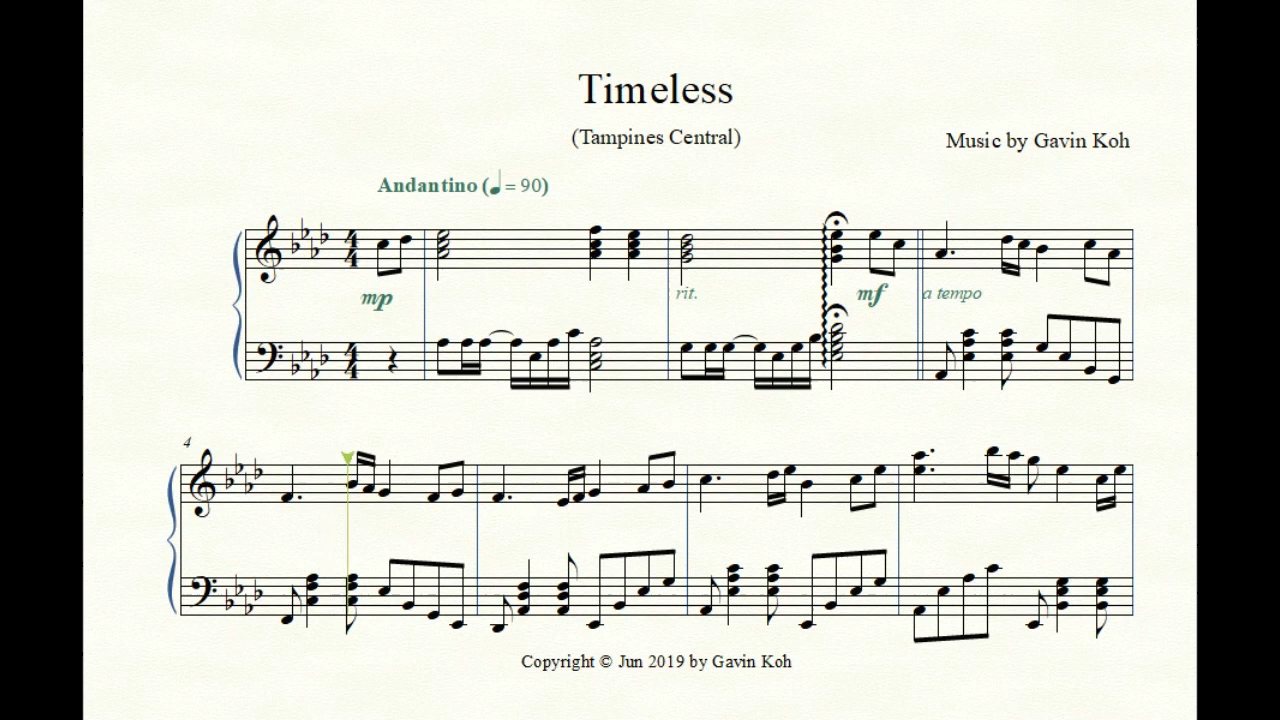 Timeless
(Tampines Central)
Music by Gavin Koh
Andantino (♩ = 90)
mp
rit.
mf
a tempo
4
Copyright © Jun 2019 by Gavin Koh